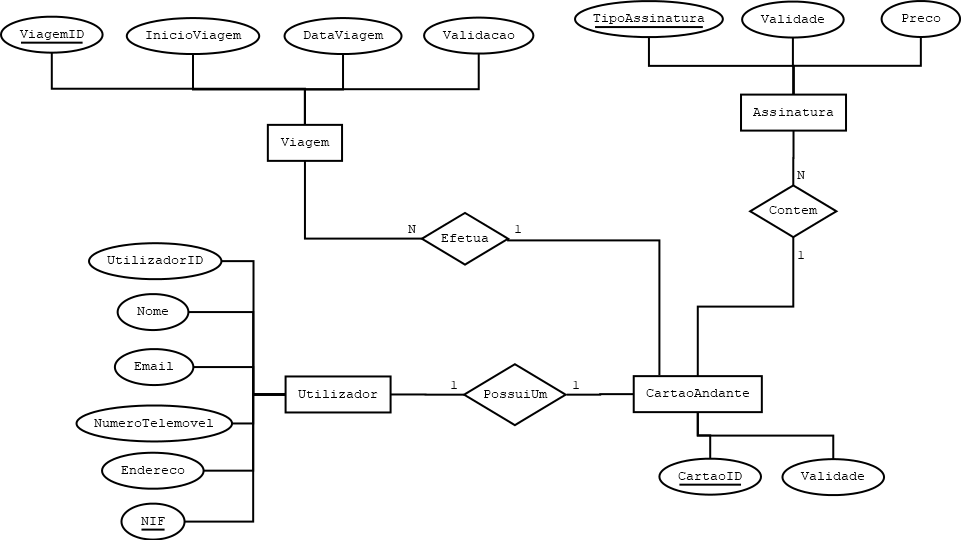 ViagemID InicioViagem DataViagem Validacao
TipoAssinatura Validade Preco
Assinatura
Viagem
N
Contem
1
N Efetua 1
UtilizadorID
Nome
Email
NumeroTelemovel
Endereco
NIF
Utilizador 1 PossuiUm 1 CartaoAndante
CartaoID Validade